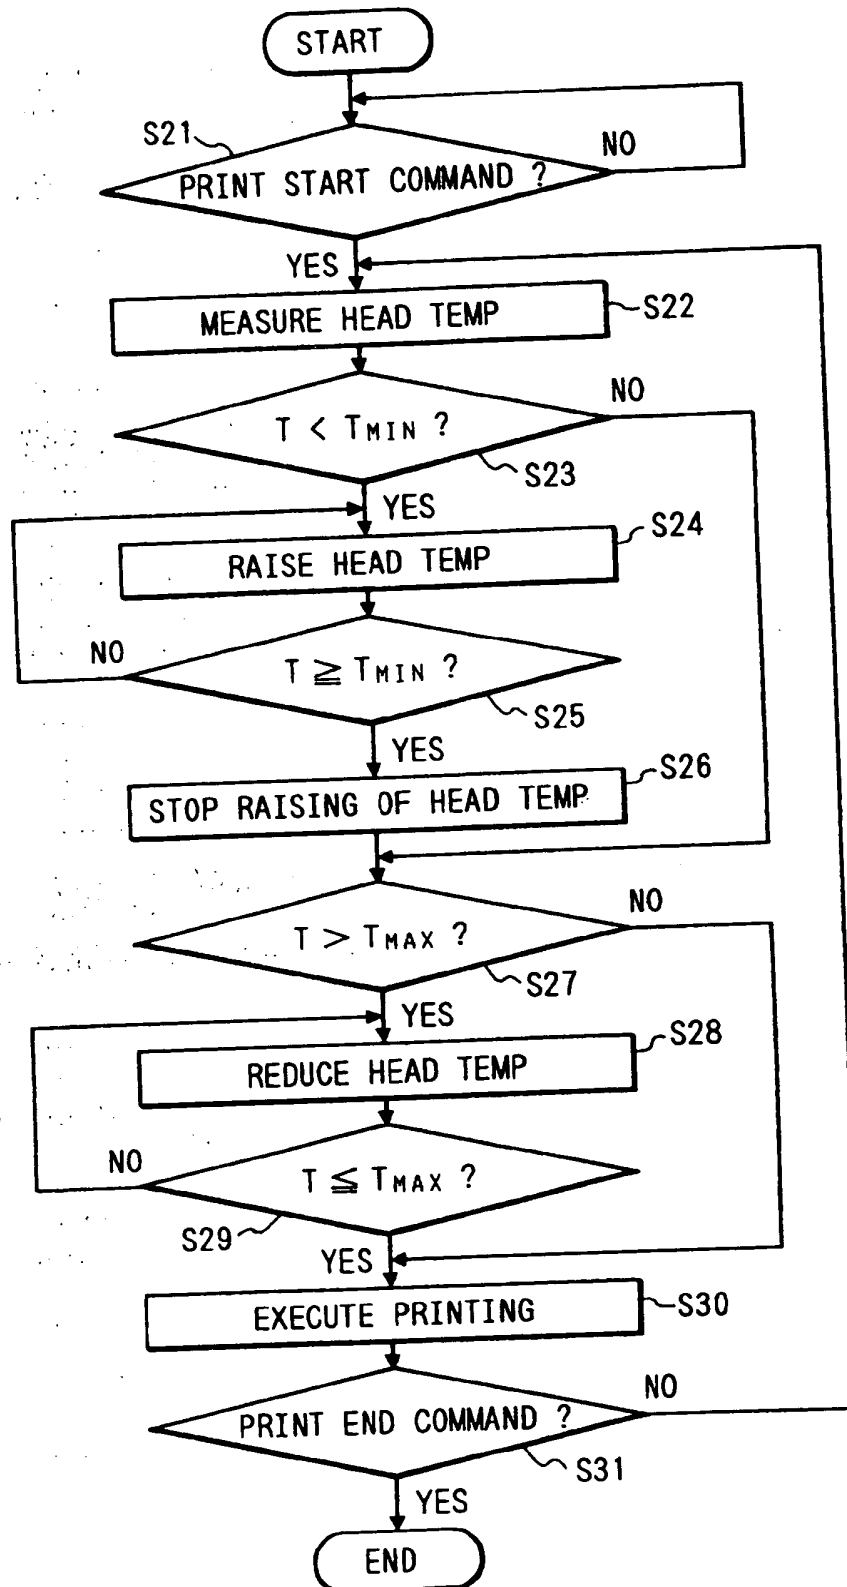 START
S21
NO
PRINT START COMMAND ?
YES
MEASURE HEAD TEMP
S22
NO
T < TMIN ?
S23
YES
S24
RAISE HEAD TEMP
NO
T ≧ TMIN ?
S25
YES
S26
STOP RAISING OF HEAD TEMP
NO
T > TMAX ?
S27
YES
S28
REDUCE HEAD TEMP
NO
T ≦ TMAX ?
S29
YES
EXECUTE PRINTING
S30
NO
PRINT END COMMAND ?
S31
YES
END